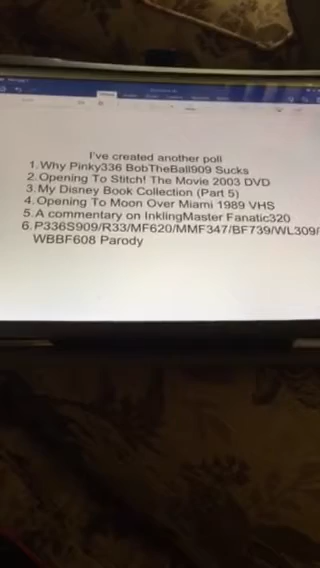 I've created another poll
1. Why Pinky336 BobTheBall909 Sucks
2. Opening To Stitch! The Movie 2003 DVD
3. My Disney Book Collection (Part 5)
4. Opening To Moon Over Miami 1989 VHS
5. A commentary on InklingMaster Fanatic320
6. P336S909/R33/MF620/MMF347/BF739/WL309/
WBBF608 Parody